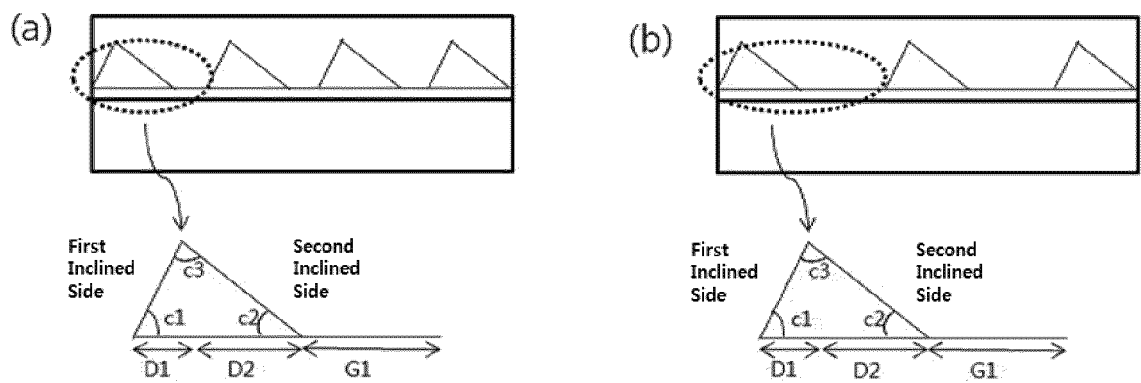 (a)
First
Inclined
Side
Second
Inclined
Side
c3
c1
c2
D1
D2
G1
(b)
First
Inclined
Side
Second
Inclined
Side
c3
c1
c2
D1
D2
G1